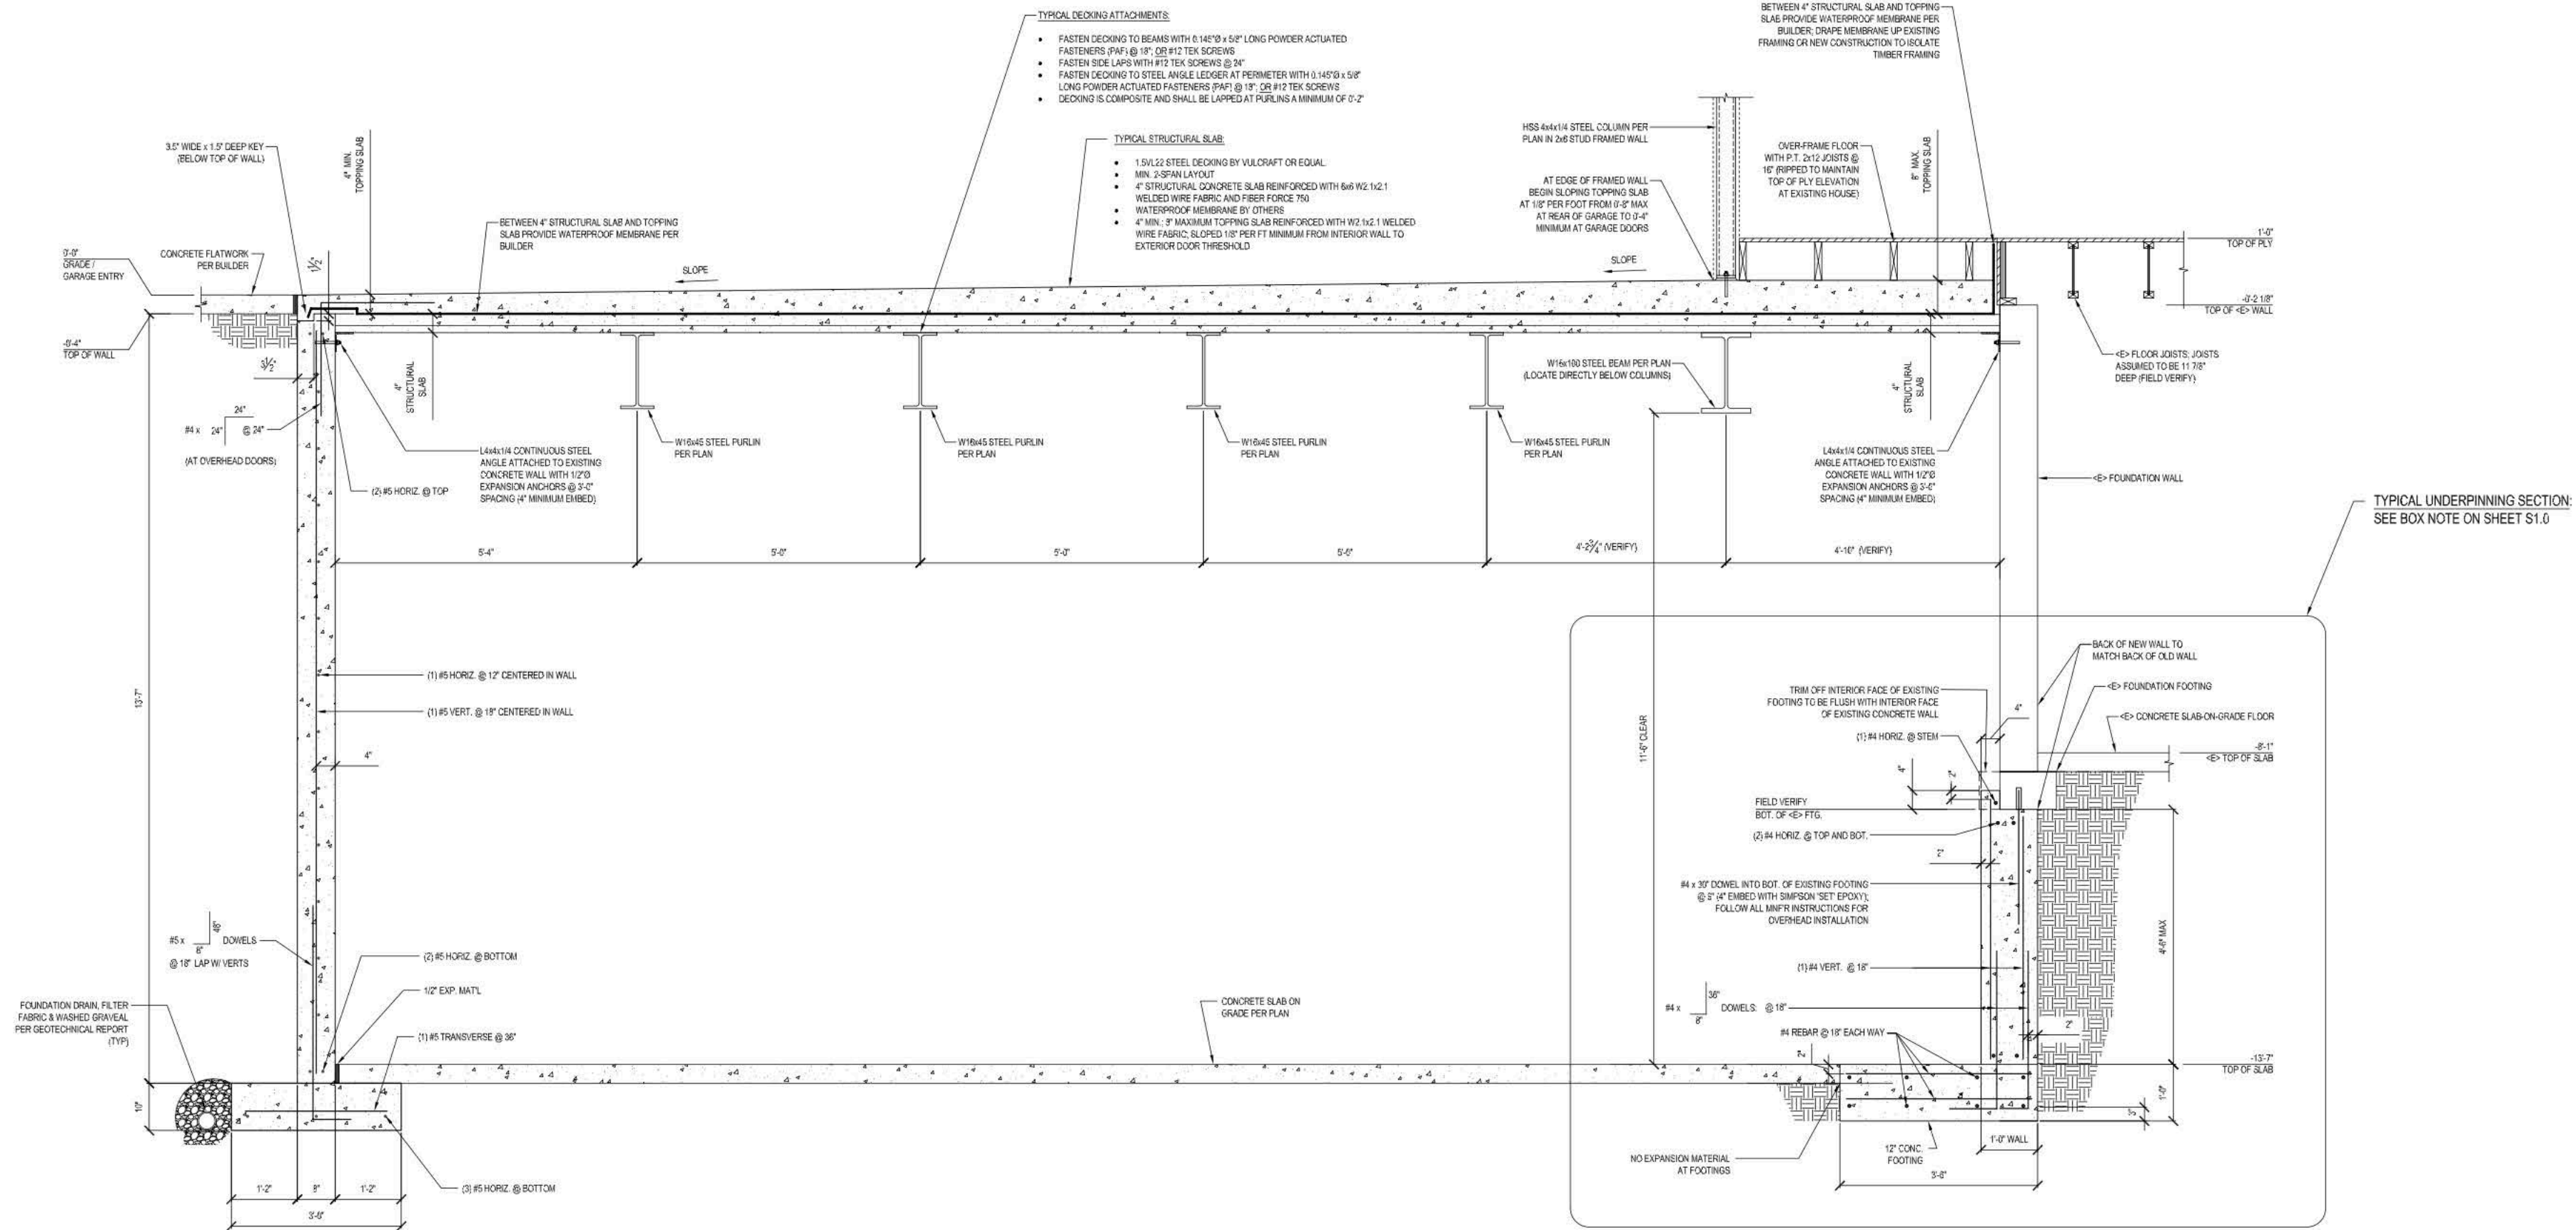 TYPICAL DECKING ATTACHMENTS:
• FASTEN DECKING TO BEAMS WITH 0.145"Ø x 5/8" LONG POWDER ACTUATED
FASTENERS (PAF) @ 18"; OR #12 TEK SCREWS
• FASTEN SIDE LAPS WITH #12 TEK SCREWS @ 24"
• FASTEN DECKING TO STEEL ANGLE LEDGER AT PERIMETER WITH 0.145"Ø x 5/8"
LONG POWDER ACTUATED FASTENERS (PAF) @ 18"; OR #12 TEK SCREWS
• DECKING IS COMPOSITE AND SHALL BE LAPPED AT PURLINS A MINIMUM OF 0'-2"
BETWEEN 4" STRUCTURAL SLAB AND TOPPING
SLAB PROVIDE WATERPROOF MEMBRANE PER
BUILDER; DRAPE MEMBRANE UP EXISTING
FRAMING OR NEW CONSTRUCTION TO ISOLATE
TIMBER FRAMING
3.5" WIDE x 1.5" DEEP KEY
(BELOW TOP OF WALL)
4" MIN.
TOPPING SLAB
TYPICAL STRUCTURAL SLAB:
• 1.5VL22 STEEL DECKING BY VULCRAFT OR EQUAL
• MIN. 2-SPAN LAYOUT
• 4" STRUCTURAL CONCRETE SLAB REINFORCED WITH 6x6 W2.1x2.1
WELDED WIRE FABRIC AND FIBER FORCE 750
• WATERPROOF MEMBRANE BY OTHERS
• 4" MIN.; 8" MAXIMUM TOPPING SLAB REINFORCED WITH W2.1x2.1 WELDED
WIRE FABRIC; SLOPED 1/8" PER FT MINIMUM FROM INTERIOR WALL TO
EXTERIOR DOOR THRESHOLD
HSS 4x4x1/4 STEEL COLUMN PER
PLAN IN 2x6 STUD FRAMED WALL
AT EDGE OF FRAMED WALL
BEGIN SLOPING TOPPING SLAB
AT 1/8" PER FOOT FROM 0'-8" MAX
AT REAR OF GARAGE TO 0'-4"
MINIMUM AT GARAGE DOORS
OVER-FRAME FLOOR
WITH P.T. 2x12 JOISTS @
16" (RIPPED TO MAINTAIN
TOP OF PLY ELEVATION
AT EXISTING HOUSE)
8" MAX.
TOPPING SLAB
BETWEEN 4" STRUCTURAL SLAB AND TOPPING
SLAB PROVIDE WATERPROOF MEMBRANE PER
BUILDER
0'-0"
GRADE /
GARAGE ENTRY
CONCRETE FLATWORK
PER BUILDER
1½"
SLOPE
SLOPE
1'-0"
TOP OF PLY
-0'-2 1/8"
TOP OF <E> WALL
-0'-4"
TOP OF WALL
3½"
4"
STRUCTURAL
SLAB
W16x100 STEEL BEAM PER PLAN
(LOCATE DIRECTLY BELOW COLUMNS)
4"
STRUCTURAL
SLAB
<E> FLOOR JOISTS; JOISTS
ASSUMED TO BE 11 7/8"
DEEP (FIELD VERIFY)
24"
#4 x 24" @ 24"
(AT OVERHEAD DOORS)
(2) #5 HORIZ. @ TOP
L4x4x1/4 CONTINUOUS STEEL
ANGLE ATTACHED TO EXISTING
CONCRETE WALL WITH 1/2"Ø
EXPANSION ANCHORS @ 3'-0"
SPACING (4" MINIMUM EMBED)
W16x45 STEEL PURLIN
PER PLAN
W16x45 STEEL PURLIN
PER PLAN
W16x45 STEEL PURLIN
PER PLAN
W16x45 STEEL PURLIN
PER PLAN
L4x4x1/4 CONTINUOUS STEEL
ANGLE ATTACHED TO EXISTING
CONCRETE WALL WITH 1/2"Ø
EXPANSION ANCHORS @ 3'-0"
SPACING (4" MINIMUM EMBED)
<E> FOUNDATION WALL
TYPICAL UNDERPINNING SECTION:
SEE BOX NOTE ON SHEET S1.0
5'-4"
5'-0"
5'-0"
4'-2¾" (VERIFY)
4'-10" (VERIFY)
13'-7"
11'-6" CLEAR
(1) #5 HORIZ. @ 12" CENTERED IN WALL
(1) #5 VERT. @ 18" CENTERED IN WALL
4"
BACK OF NEW WALL TO
MATCH BACK OF OLD WALL
TRIM OFF INTERIOR FACE OF EXISTING
FOOTING TO BE FLUSH WITH INTERIOR FACE
OF EXISTING CONCRETE WALL
<E> FOUNDATION FOOTING
4"
<E> CONCRETE SLAB-ON-GRADE FLOOR
(1) #4 HORIZ. @ STEM
-8'-1"
<E> TOP OF SLAB
4"
2"
FIELD VERIFY
BOT. OF <E> FTG.
(2) #4 HORIZ. @ TOP AND BOT.
2"
#4 x 30" DOWEL INTO BOT. OF EXISTING FOOTING
(4" EMBED WITH SIMPSON 'SET' EPOXY);
FOLLOW ALL MNF'R INSTRUCTIONS FOR
OVERHEAD INSTALLATION
4'-6" MAX
(1) #4 VERT. @ 18"
36"
#4 x 8" DOWELS: @ 18"
#4 REBAR @ 18" EACH WAY
2"
2"
48"
#5 x 8" DOWELS
@ 18" LAP W/ VERTS
(2) #5 HORIZ. @ BOTTOM
1/2" EXP. MAT'L
FOUNDATION DRAIN, FILTER
FABRIC & WASHED GRAVEAL
PER GEOTECHNICAL REPORT
(TYP)
(1) #5 TRANSVERSE @ 36"
CONCRETE SLAB ON
GRADE PER PLAN
-13'-7"
TOP OF SLAB
10"
1'-0"
3"
1'-0" WALL
12" CONC.
FOOTING
NO EXPANSION MATERIAL
AT FOOTINGS
3'-6"
(3) #5 HORIZ. @ BOTTOM
1'-2"
8"
1'-2"
3'-6"